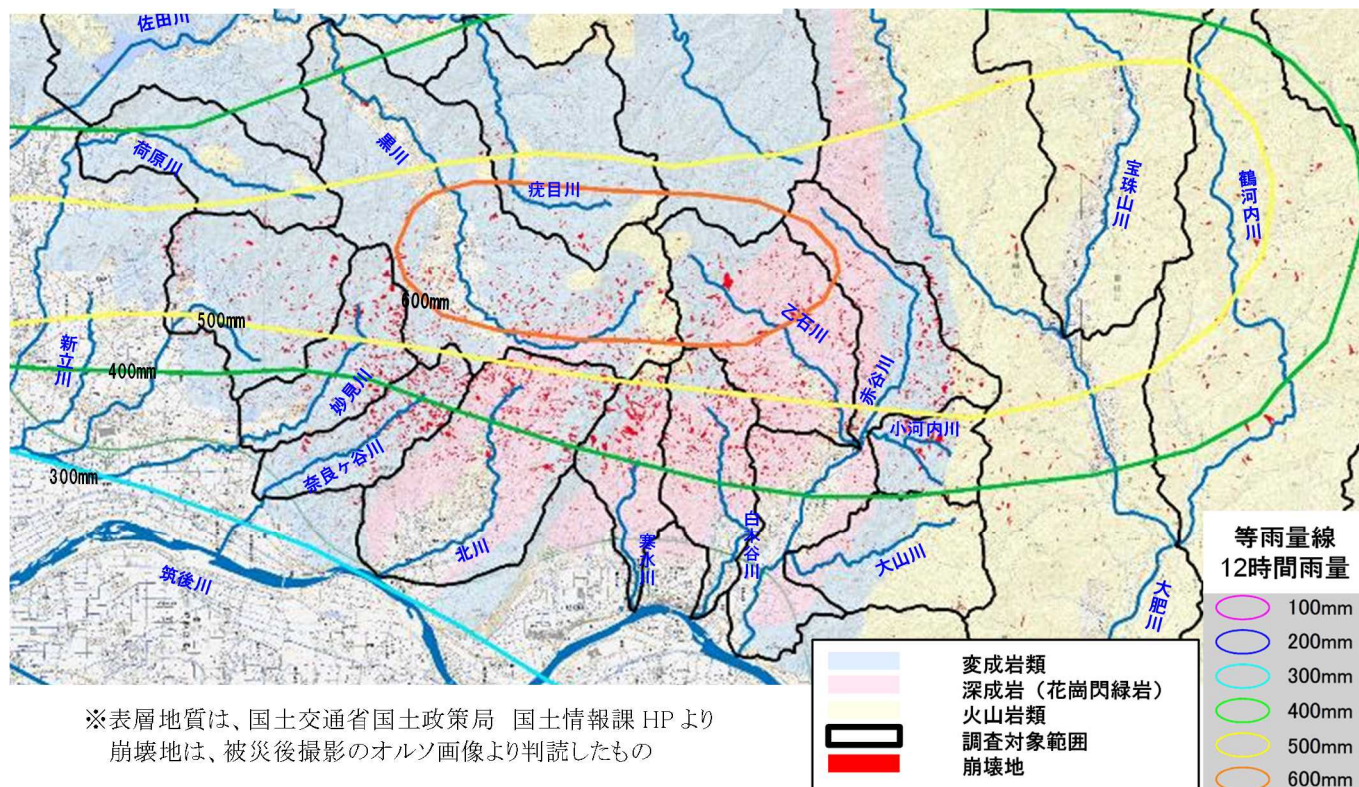 佐田川
荷原川
黒川
疣目川
宝珠山川
鶴河内川
600mm
500mm
乙石川
新立川
400mm
妙見川
赤谷川
小河内川
奈良ヶ谷川
300mm
北川
寒水川
白木谷川
大山川
筑後川
大肥川
等雨量線
12時間雨量
100mm
200mm
300mm
400mm
500mm
600mm
変成岩類
深成岩（花崗閃緑岩）
火山岩類
調査対象範囲
崩壊地
※表層地質は、国土交通省国土政策局 国土情報課 HP より
崩壊地は、被災後撮影のオルソ画像より判読したもの